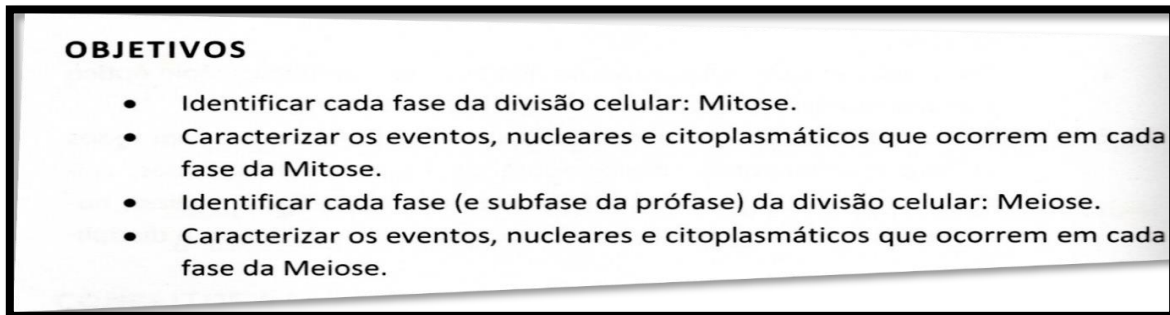 OBJETIVOS
• Identificar cada fase da divisão celular: Mitose.
• Caracterizar os eventos, nucleares e citoplasmáticos que ocorrem em cada
fase da Mitose.
• Identificar cada fase (e subfase da prófase) da divisão celular: Meiose.
• Caracterizar os eventos, nucleares e citoplasmáticos que ocorrem em cada
fase da Meiose.